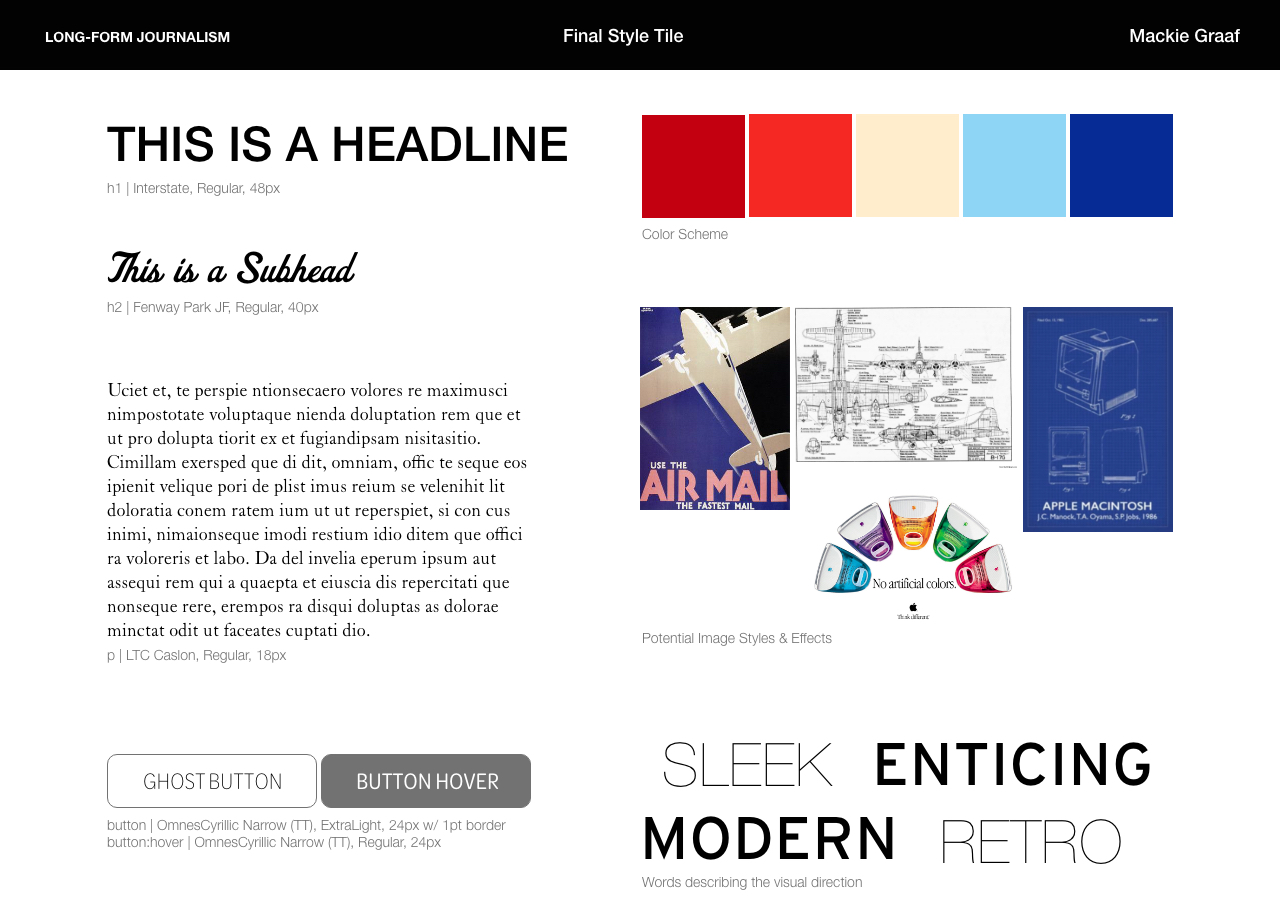 LONG-FORM JOURNALISM
Final Style Tile
Mackie Graaf
THIS IS A HEADLINE
h1 | Interstate, Regular, 48px
This is a Subhead
h2 | Fenway Park JF, Regular, 40px
Uciet et, te perspie ntionsecaero volores re maximusci
nimpostotate voluptaque nienda doluptation rem que et
ut pro dolupta tiorit ex et fugiandipsam nisitasitio.
Cimillam exersped que di dit, omniam, offic te seque eos
ipienit velique pori de plist imus reium se velenihit lit
doloratia conem ratem ium ut ut reperspiet, si con cus
inimi, nimaionseque imodi restium idio ditem que offici
ra voloreris et labo. Da del invelia eperum ipsum aut
assequi rem qui a quaepta et eiuscia dis repercitati que
nonseque rere, erempos ra disqui doluptas as dolorae
minctat odit ut faceates cuptati dio.
p | LTC Caslon, Regular, 18px
GHOST BUTTON
BUTTON HOVER
button | OmnesCyrillic Narrow (TT), ExtraLight, 24px w/ 1pt border
button:hover | OmnesCyrillic Narrow (TT), Regular, 24px
Color Scheme
USE THE
AIR MAIL
THE FASTEST MAIL
B-17G
APPLE MACINTOSH
J.C. Manock, T.A. Oyama, S.P. Jobs, 1986
No artificial colors.
Think different.
Potential Image Styles & Effects
SLEEK ENTICING
MODERN RETRO
Words describing the visual direction